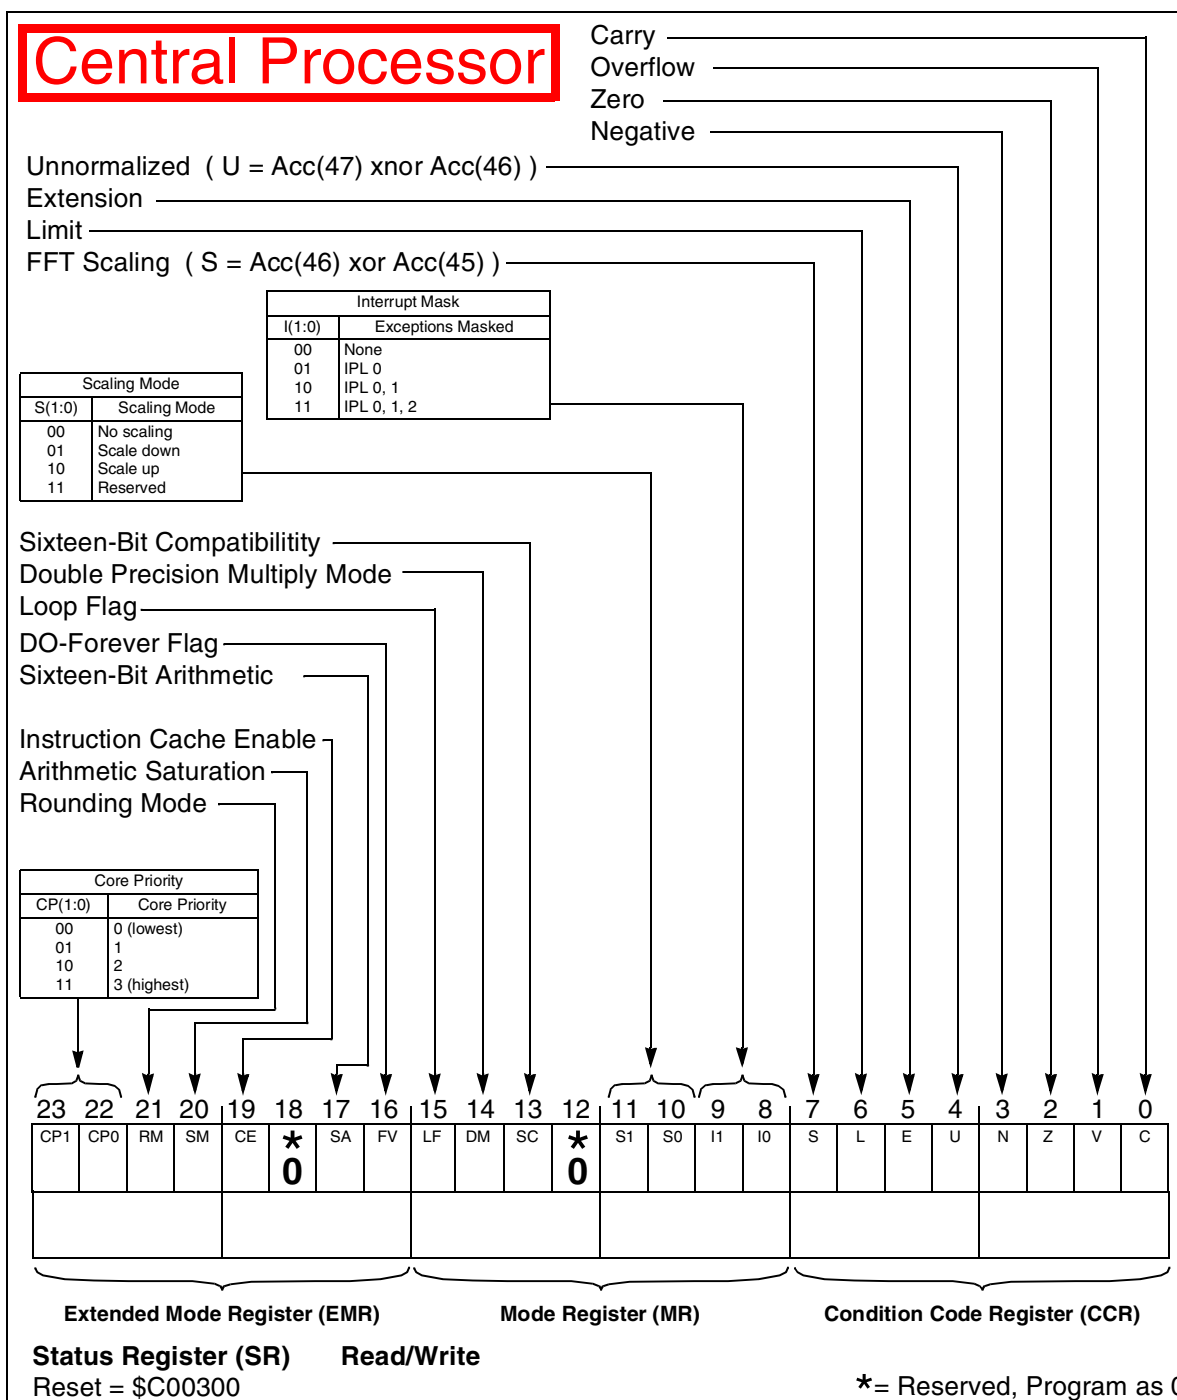 Central Processor
Carry
Overflow
Zero
Negative
Unnormalized ( U = Acc(47) xnor Acc(46) )
Extension
Limit
FFT Scaling ( S = Acc(46) xor Acc(45) )
Interrupt Mask
I(1:0) Exceptions Masked
00 None
01 IPL 0
10 IPL 0, 1
11 IPL 0, 1, 2
Scaling Mode
S(1:0) Scaling Mode
00 No scaling
01 Scale down
10 Scale up
11 Reserved
Sixteen-Bit Compatibilitity
Double Precision Multiply Mode
Loop Flag
DO-Forever Flag
Sixteen-Bit Arithmetic
Instruction Cache Enable
Arithmetic Saturation
Rounding Mode
Core Priority
CP(1:0) Core Priority
00 0 (lowest)
01 1
10 2
11 3 (highest)
23 22 21 20 19 18 17 16 15 14 13 12 11 10 9 8 7 6 5 4 3 2 1 0
CP1 CP0 RM SM CE * SA FV LF DM SC * S1 S0 I1 I0 S L E U N Z V C
0 0
Extended Mode Register (EMR) Mode Register (MR) Condition Code Register (CCR)
Status Register (SR) Read/Write
Reset = $C00300
*= Reserved, Program as 0